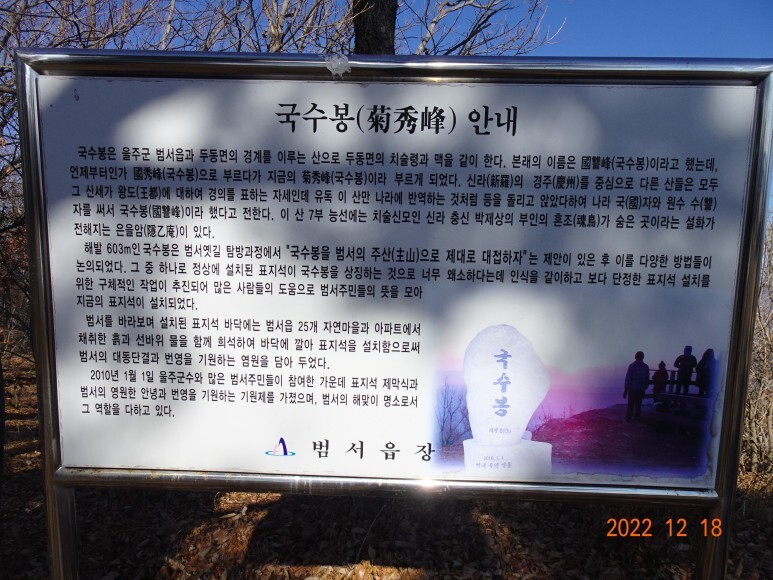 국수봉(菊秀峰) 안내
국수봉은 울주군 범서읍과 두동면의 경계를 이루는 산으로 두동면의 치술령과 맥을 같이 한다. 본래의 이름은 國讐峰(국수봉)이라고 했는데,
언제부터인가 國秀峰(국수봉)으로 부르다가 지금의 菊秀峰(국수봉)이라 부르게 되었다. 신라(新羅)의 경주(慶州)를 중심으로 다른 산들은 모두
그 산세가 왕도(王都)에 대하여 경의를 표하는 자세인데 유독 이 산만 나라에 반역하는 것처럼 등을 돌리고 앉았다하여 나라 국(國)자와 원수 수(讐)
자를 써서 국수봉(國讐峰)이라 했다고 전한다. 이 산 7부 능선에는 치술신모인 신라 충신 박제상의 부인의 혼조(魂鳥)가 숨은 곳이라는 설화가
전해지는 은을암(隱乙庵)이 있다.
해발 603m인 국수봉은 범서옛길 탐방과정에서 "국수봉을 범서의 주산(主山)으로 제대로 대접하자"는 제안이 있은 후 이를 다양한 방법들이
논의되었다. 그 중 하나로 정상에 설치된 표지석이 국수봉을 상징하는 것으로 너무 왜소하다는데 인식을 같이하고 보다 단정한 표지석 설치를
위한 구체적인 작업이 추진되어 많은 사람들의 도움으로 범서주민들의 뜻을 모아
지금의 표지석이 설치되었다.
범서를 바라보며 설치된 표지석 바닥에는 범서읍 25개 자연마을과 아파트에서
채취한 흙과 선바위 물을 함께 희석하여 바닥에 깔아 표지석을 설치함으로써
범서의 대동단결과 번영을 기원하는 염원을 담아 두었다.
2010년 1월 1일 울주군수와 많은 범서주민들이 참여한 가운데 표지석 제막식과
범서의 영원한 안녕과 번영을 기원하는 기원제를 가졌으며, 범서의 해맞이 명소로서
그 역할을 다하고 있다.
범서읍장
국수봉
2022 12 18